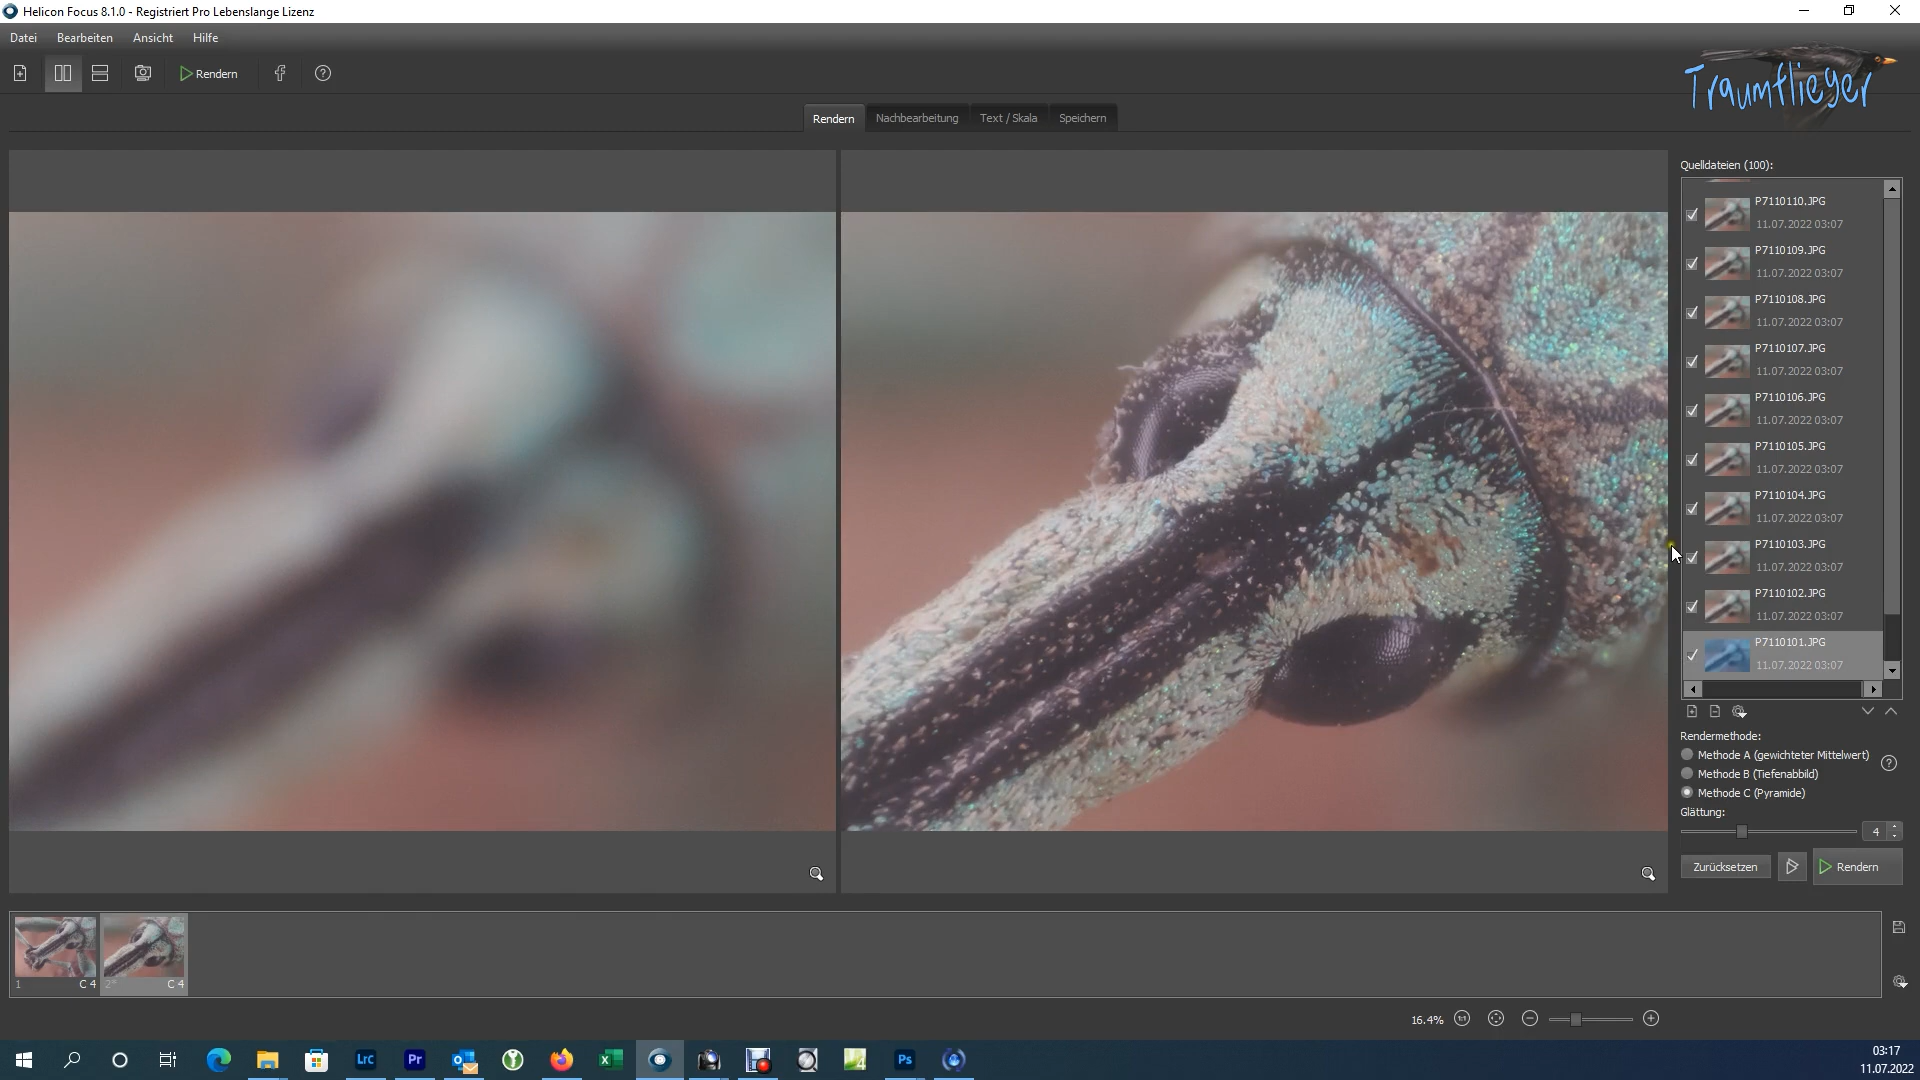 Helicon Focus 8.1.0 - Registriert Pro Lebenslange Lizenz
Datei Bearbeiten Ansicht Hilfe
Rendern
Traumflieger
Rendern Nachbearbeitung Text / Skala Speichern
Quelldateien (100):
P7110110.JPG
11.07.2022 03:07
P7110109.JPG
11.07.2022 03:07
P7110108.JPG
11.07.2022 03:07
P7110107.JPG
11.07.2022 03:07
P7110106.JPG
11.07.2022 03:07
P7110105.JPG
11.07.2022 03:07
P7110104.JPG
11.07.2022 03:07
P7110103.JPG
11.07.2022 03:07
P7110102.JPG
11.07.2022 03:07
P7110101.JPG
11.07.2022 03:07
Rendermethode:
Methode A (gewichteter Mittelwert)
Methode B (Tiefenabbild)
Methode C (Pyramide)
Glättung:
4
Zurücksetzen Rendern
1 C 4 2* C 4
16.4% 1:1
Lrc Pr Ps
03:17
11.07.2022